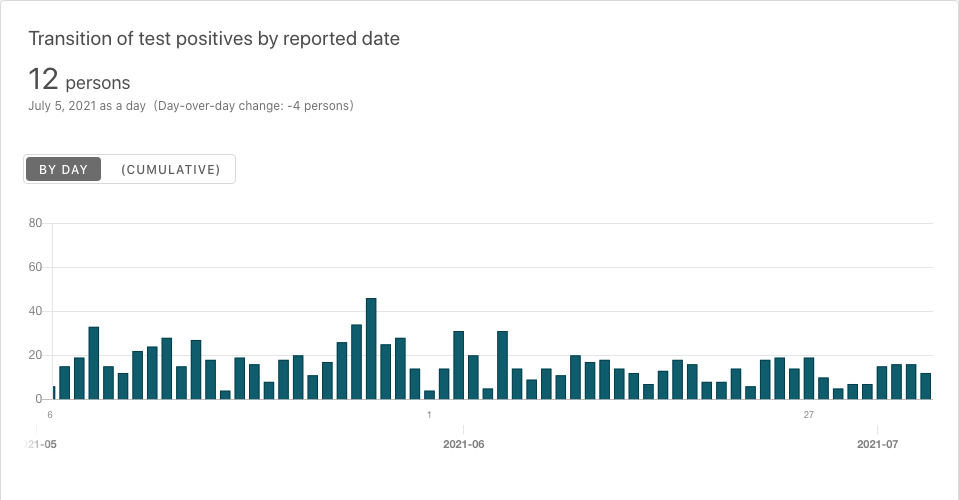 Transition of test positives by reported date
12 persons
July 5, 2021 as a day (Day-over-day change: -4 persons)
BY DAY (CUMULATIVE)
80
60
40
20
0
6 1 27
21-05 2021-06 2021-07